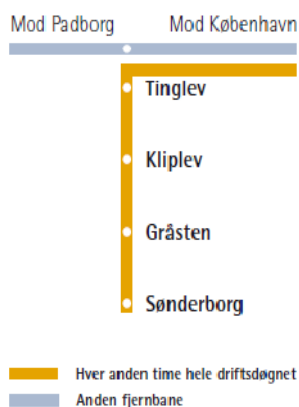 Mod Padborg Mod København
Tinglev
Kliplev
Gråsten
Sønderborg
Hver anden time hele driftsdøgnet
Anden fjernbane